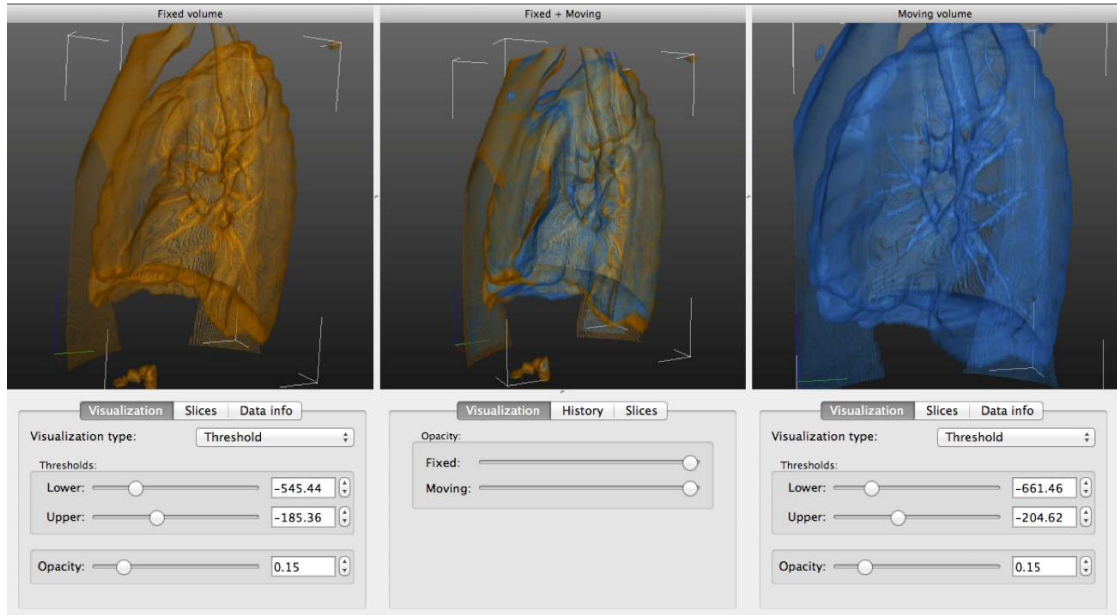 Fixed volume
Fixed + Moving
Moving volume
Visualization Slices Data info
Visualization type: Threshold
Thresholds:
Lower: -545.44
Upper: -185.36
Opacity: 0.15
Visualization History Slices
Opacity:
Fixed:
Moving:
Visualization Slices Data info
Visualization type: Threshold
Thresholds:
Lower: -661.46
Upper: -204.62
Opacity: 0.15